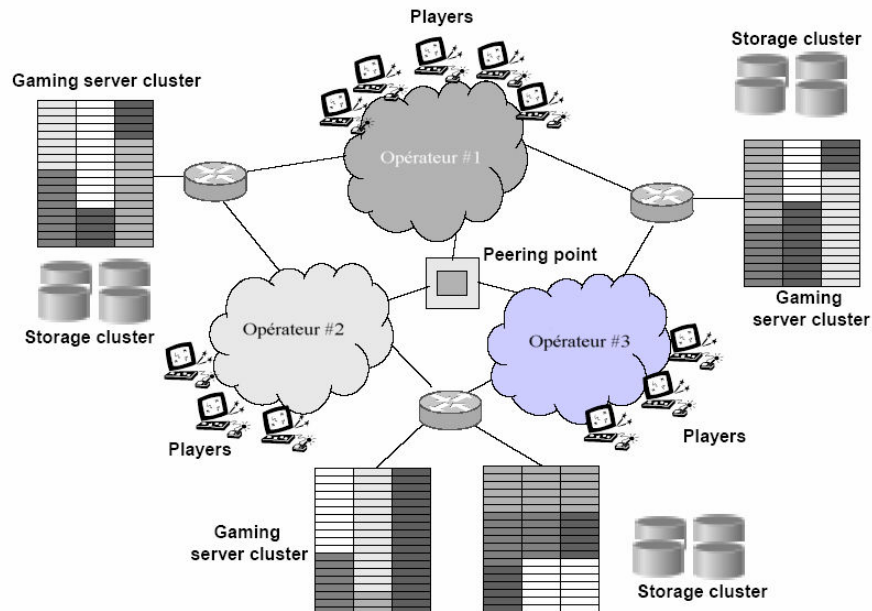 Players
Storage cluster
Gaming server cluster
Opérateur #1
Peering point
Storage cluster
Opérateur #2
Opérateur #3
Gaming
server cluster
Players
Players
Gaming
server cluster
Storage cluster